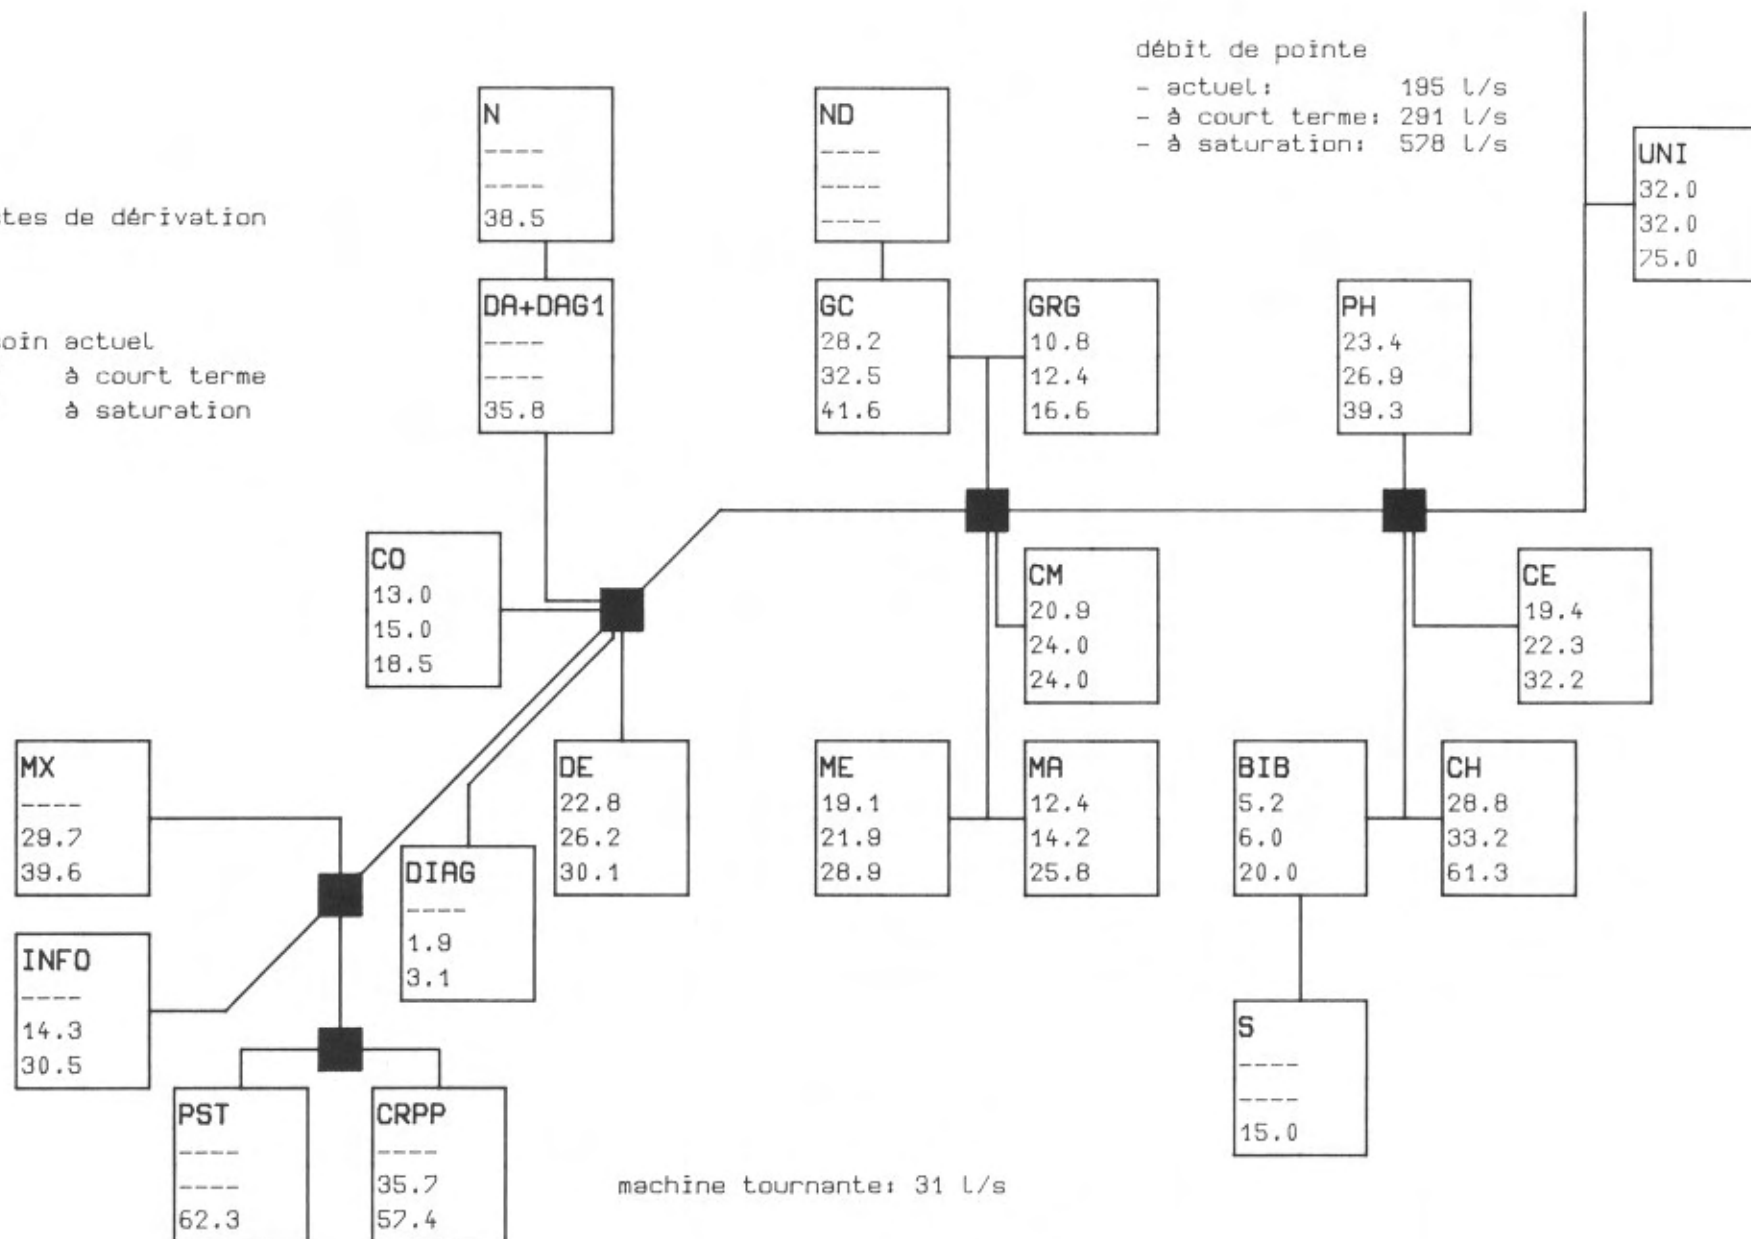 débit de pointe
- actuel: 195 l/s
- à court terme: 291 l/s
- à saturation: 578 l/s
N
----
----
38.5
ND
----
----
----
UNI
32.0
32.0
75.0
de dérivation
DA+DAG1
----
----
35.8
GC
28.2
32.5
41.6
GRG
10.8
12.4
16.6
PH
23.4
26.9
39.3
actuel
à court terme
à saturation
CO
13.0
15.0
18.5
CM
20.9
24.0
24.0
CE
19.4
22.3
32.2
MX
----
29.7
39.6
DIAG
----
1.9
3.1
DE
22.8
26.2
30.1
ME
19.1
21.9
28.9
MA
12.4
14.2
25.8
BIB
5.2
6.0
20.0
CH
28.8
33.2
61.3
INFO
----
14.3
30.5
S
----
----
15.0
PST
----
----
62.3
CRPP
----
35.7
57.4
machine tournante: 31 l/s